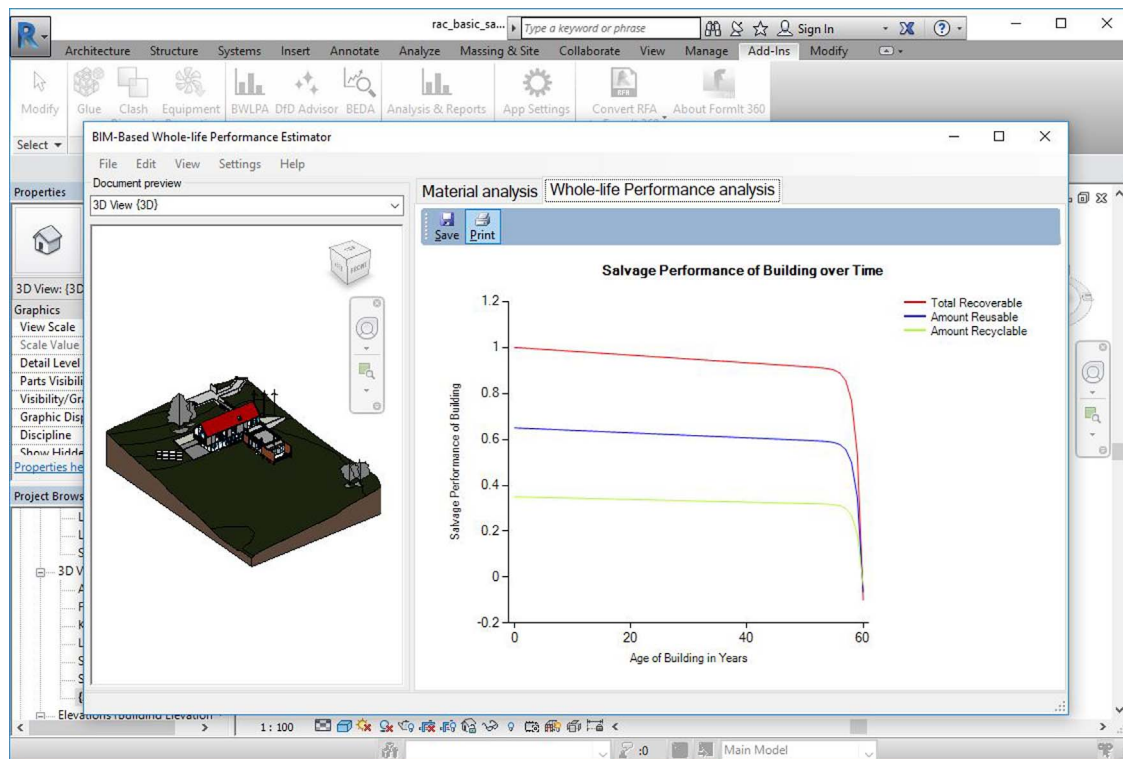 rac_basic_sa...
Type a keyword or phrase
Sign In
Architecture Structure Systems Insert Annotate Analyze Massing & Site Collaborate View Manage Add-Ins Modify
Modify Glue Clash Equipment BWLPA DfD Advisor BEDA Analysis & Reports App Settings Convert RFA About FormIt 360
RFA
Select
BIM-Based Whole-life Performance Estimator
File Edit View Settings Help
Properties
Document preview
3D View {3D}
Material analysis Whole-life Performance analysis
Save Print
FRONT
3D View: {3D
Graphics
View Scale
Scale Value
Detail Level
Parts Visibili
Visibility/Gra
Graphic Disp
Discipline
Show Hidde
Properties he
Project Brows
3D V
Elevations (Building Elevation
Salvage Performance of Building over Time
Total Recoverable
Amount Reusable
Amount Recyclable
Salvage Performance of Building
1.2
1
0.8
0.6
0.4
0.2
0
-0.2
0 20 40 60
Age of Building in Years
1 : 100
:0
Main Model